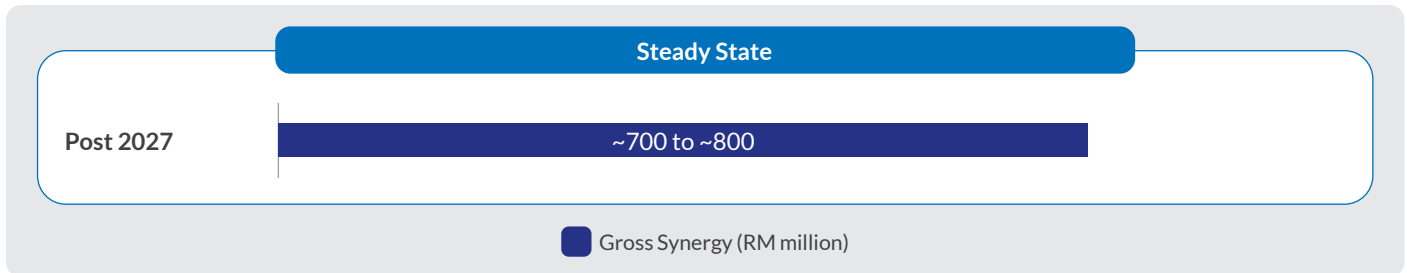 Steady State
Post 2027
~700 to ~800
Gross Synergy (RM million)